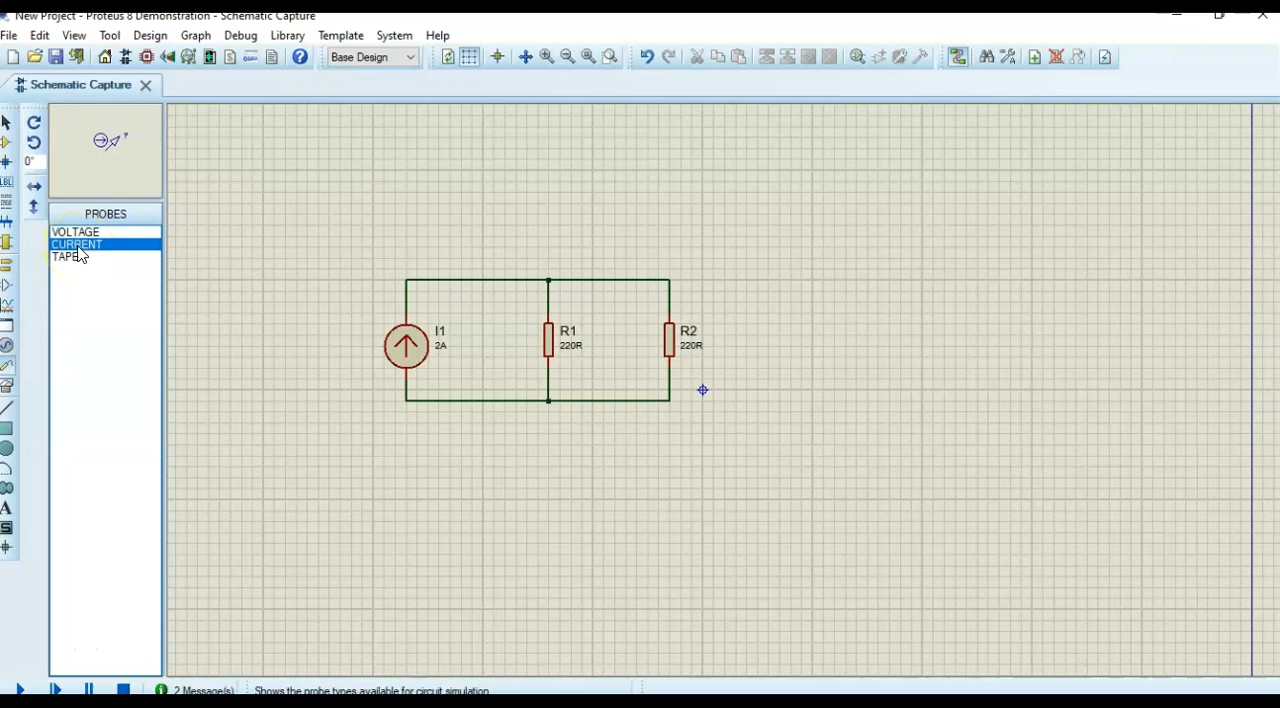 New Project - Proteus 8 Demonstration - Schematic Capture
File Edit View Tool Design Graph Debug Library Template System Help
Base Design
Schematic Capture
0°
PROBES
VOLTAGE
CURRENT
TAPE
LBL
A
S
?
I1
2A
R1
220R
R2
220R
2 Message(s)
Shows the probe types available for circuit simulation